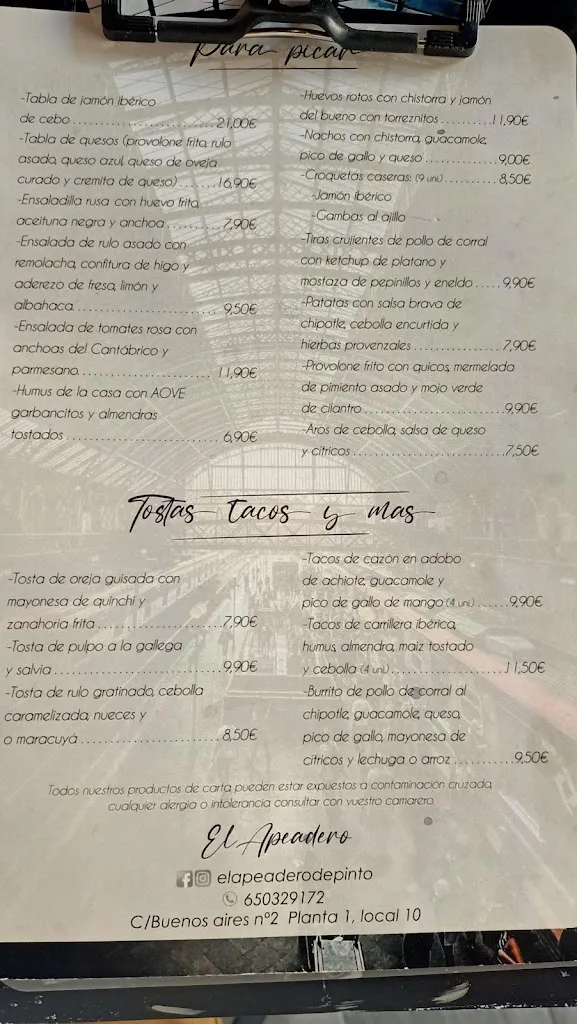 Para picar
-Tabla de jamón ibérico
de cebo..........................21,00€
-Tabla de quesos (provolone frito, rulo
asado, queso azul, queso de oveja
curado y cremita de queso).......16,90€
-Ensaladilla rusa con huevo frito,
aceituna negra y anchoa..........7,90€
-Ensalada de rulo asado con
remolacha, confitura de higo y
aderezo de fresa, limón y
albahaca.........................9,50€
-Ensalada de tomates rosa con
anchoas del Cantábrico y
parmesano........................11,90€
-Humus de la casa con AOVE
garbancitos y almendras
tostados.........................6,90€
-Huevos rotos con chistorra y jamón
del bueno con torreznitos.........11,90€
-Nachos con chistorra, guacamole,
pico de gallo y queso.............9,00€
-Croquetas caseras: (9 uni.)..........8,50€
-Jamón Ibérico
-Gambas al ajillo
-Tiras crujientes de pollo de corral
con ketchup de platano y
mostaza de pepinillos y eneldo.....9,90€
-Patatas con salsa brava de
chipotle, cebolla encurtida y
hierbas provenzales...............7,90€
-Provolone frito con quicos, mermelada
de pimiento asado y mojo verde
de cilantro.......................9,90€
-Aros de cebolla, salsa de queso
y cítricos........................7,50€
Tostas tacos y mas
-Tosta de oreja guisada con
mayonesa de quinchi y
zanahoria frita...................7,90€
-Tosta de pulpo a la gallega
y salvia..........................9,90€
-Tosta de rulo gratinado, cebolla
caramelizada, nueces y
o maracuyá........................8,50€
-Tacos de cazón en adobo
de achiote, guacamole y
pico de gallo de mango (4 uni.)......9,90€
-Tacos de carrillera ibérica,
humus, almendra, maiz tostado
y cebolla (4 uni.)....................11,50€
-Burrito de pollo de corral al
chipotle, guacamole, queso,
pico de gallo, mayonesa de
cítricos y lechuga o arroz..........9,50€
Todos nuestros productos de carta pueden estar expuestos a contaminación cruzada,
cualquier alergia o intolerancia consultar con vuestro camarero.
El Apeadero
elapeaderodepinto
650329172
C/Buenos aires nº2 Planta 1, local 10